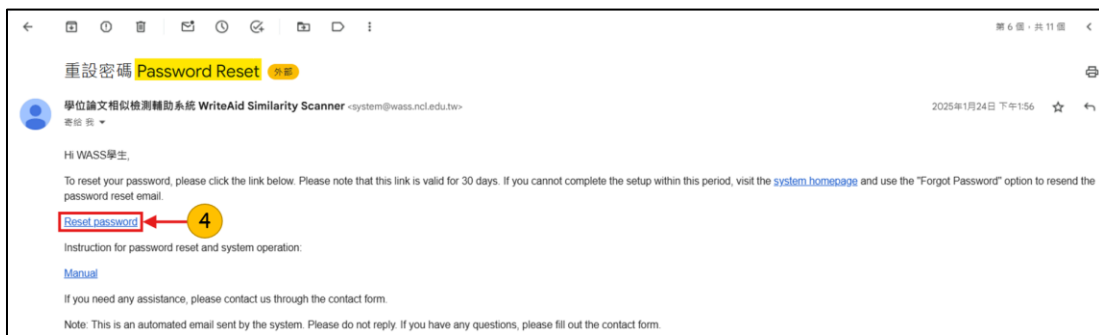 第 6 個，共 11 個
重設密碼 Password Reset 外部
學位論文相似檢測輔助系統 WriteAid Similarity Scanner <system@wass.ncl.edu.tw>
2025年1月24日 下午1:56
寄給 我
Hi WASS學生,
To reset your password, please click the link below. Please note that this link is valid for 30 days. If you cannot complete the setup within this period, visit the system homepage and use the "Forgot Password" option to resend the
password reset email.
Reset password 4
Instruction for password reset and system operation:
Manual
If you need any assistance, please contact us through the contact form.
Note: This is an automated email sent by the system. Please do not reply. If you have any questions, please fill out the contact form.